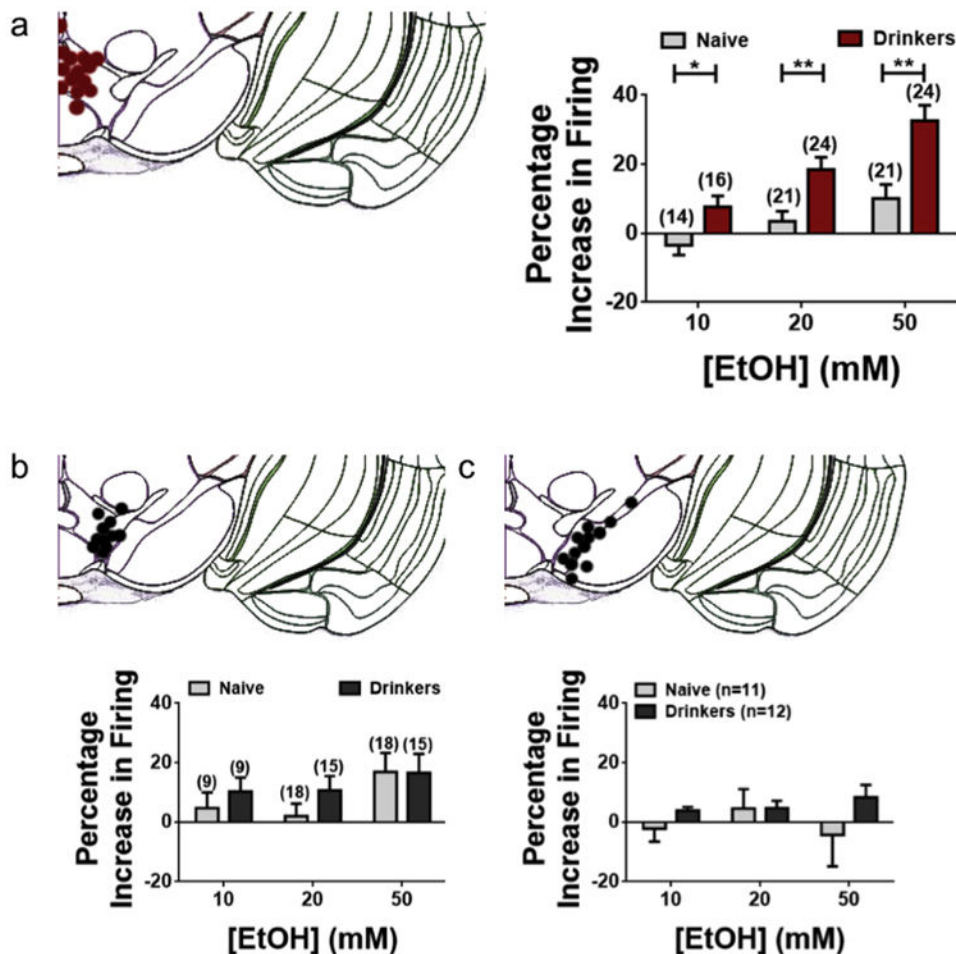 a
Naive
Drinkers
*
**
**
Percentage
Increase in Firing
40
20
0
-20
(14)
(16)
(21)
(24)
(21)
(24)
10
20
50
[EtOH] (mM)
b
Naive
Drinkers
Percentage
Increase in Firing
40
20
0
-20
(9)
(9)
(18)
(15)
(18)
(15)
10
20
50
[EtOH] (mM)
c
Naive (n=11)
Drinkers (n=12)
Percentage
Increase in Firing
40
20
0
-20
10
20
50
[EtOH] (mM)